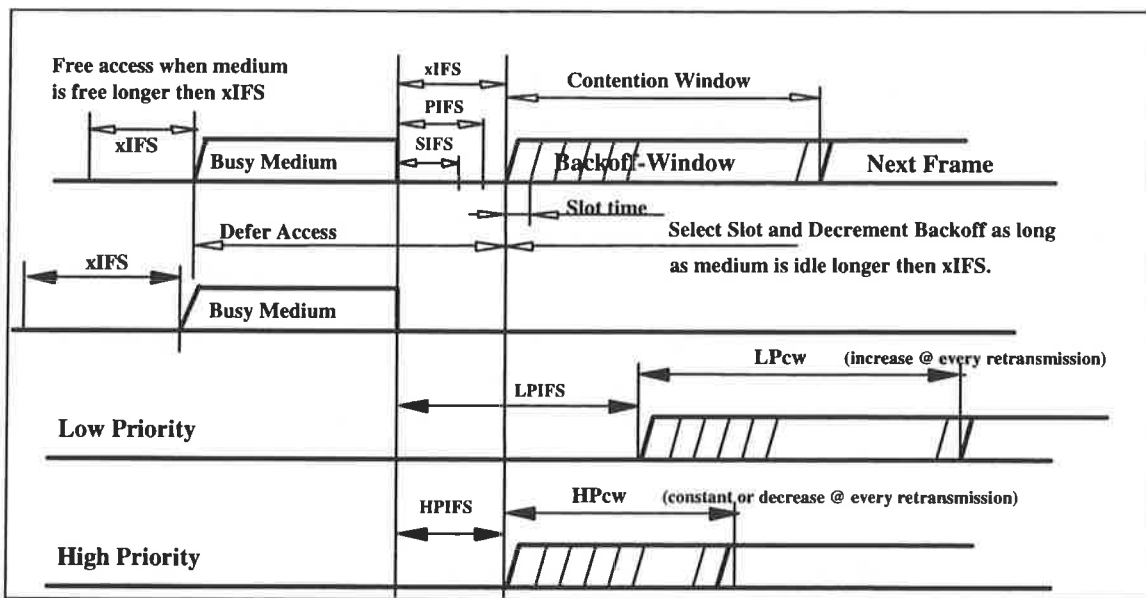 Free access when medium
is free longer then xIFS
xIFS
xIFS
PIFS
SIFS
Contention Window
Busy Medium
Backoff-Window
Next Frame
Slot time
Defer Access
Select Slot and Decrement Backoff as long
as medium is idle longer then xIFS.
xIFS
Busy Medium
LPcw (increase @ every retransmission)
LPIFS
Low Priority
HPcw (constant or decrease @ every retransmission)
HPIFS
High Priority